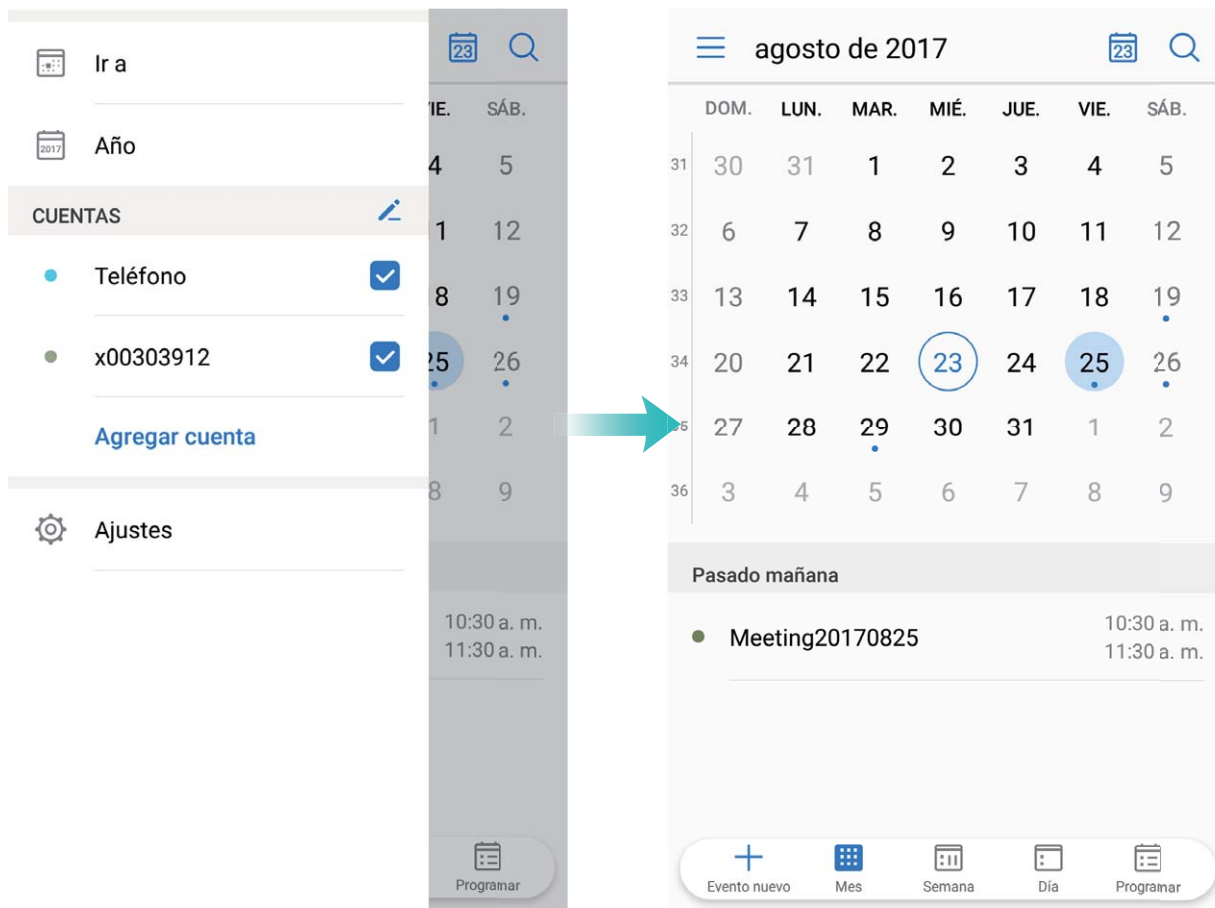 Ir a
2017
Año
CUENTAS
Teléfono
x00303912
Agregar cuenta
Ajustes
23
IE. SÁB.
4 5
1 12
8 19
25 26
1 2
8 9
10:30 a. m.
11:30 a. m.
Programar
agosto de 2017 23
DOM. LUN. MAR. MIÉ. JUE. VIE. SÁB.
31 30 31 1 2 3 4 5
32 6 7 8 9 10 11 12
33 13 14 15 16 17 18 19
34 20 21 22 23 24 25 26
35 27 28 29 30 31 1 2
36 3 4 5 6 7 8 9
Pasado mañana
Meeting20170825 10:30 a. m.
11:30 a. m.
Evento nuevo Mes Semana Día Programar